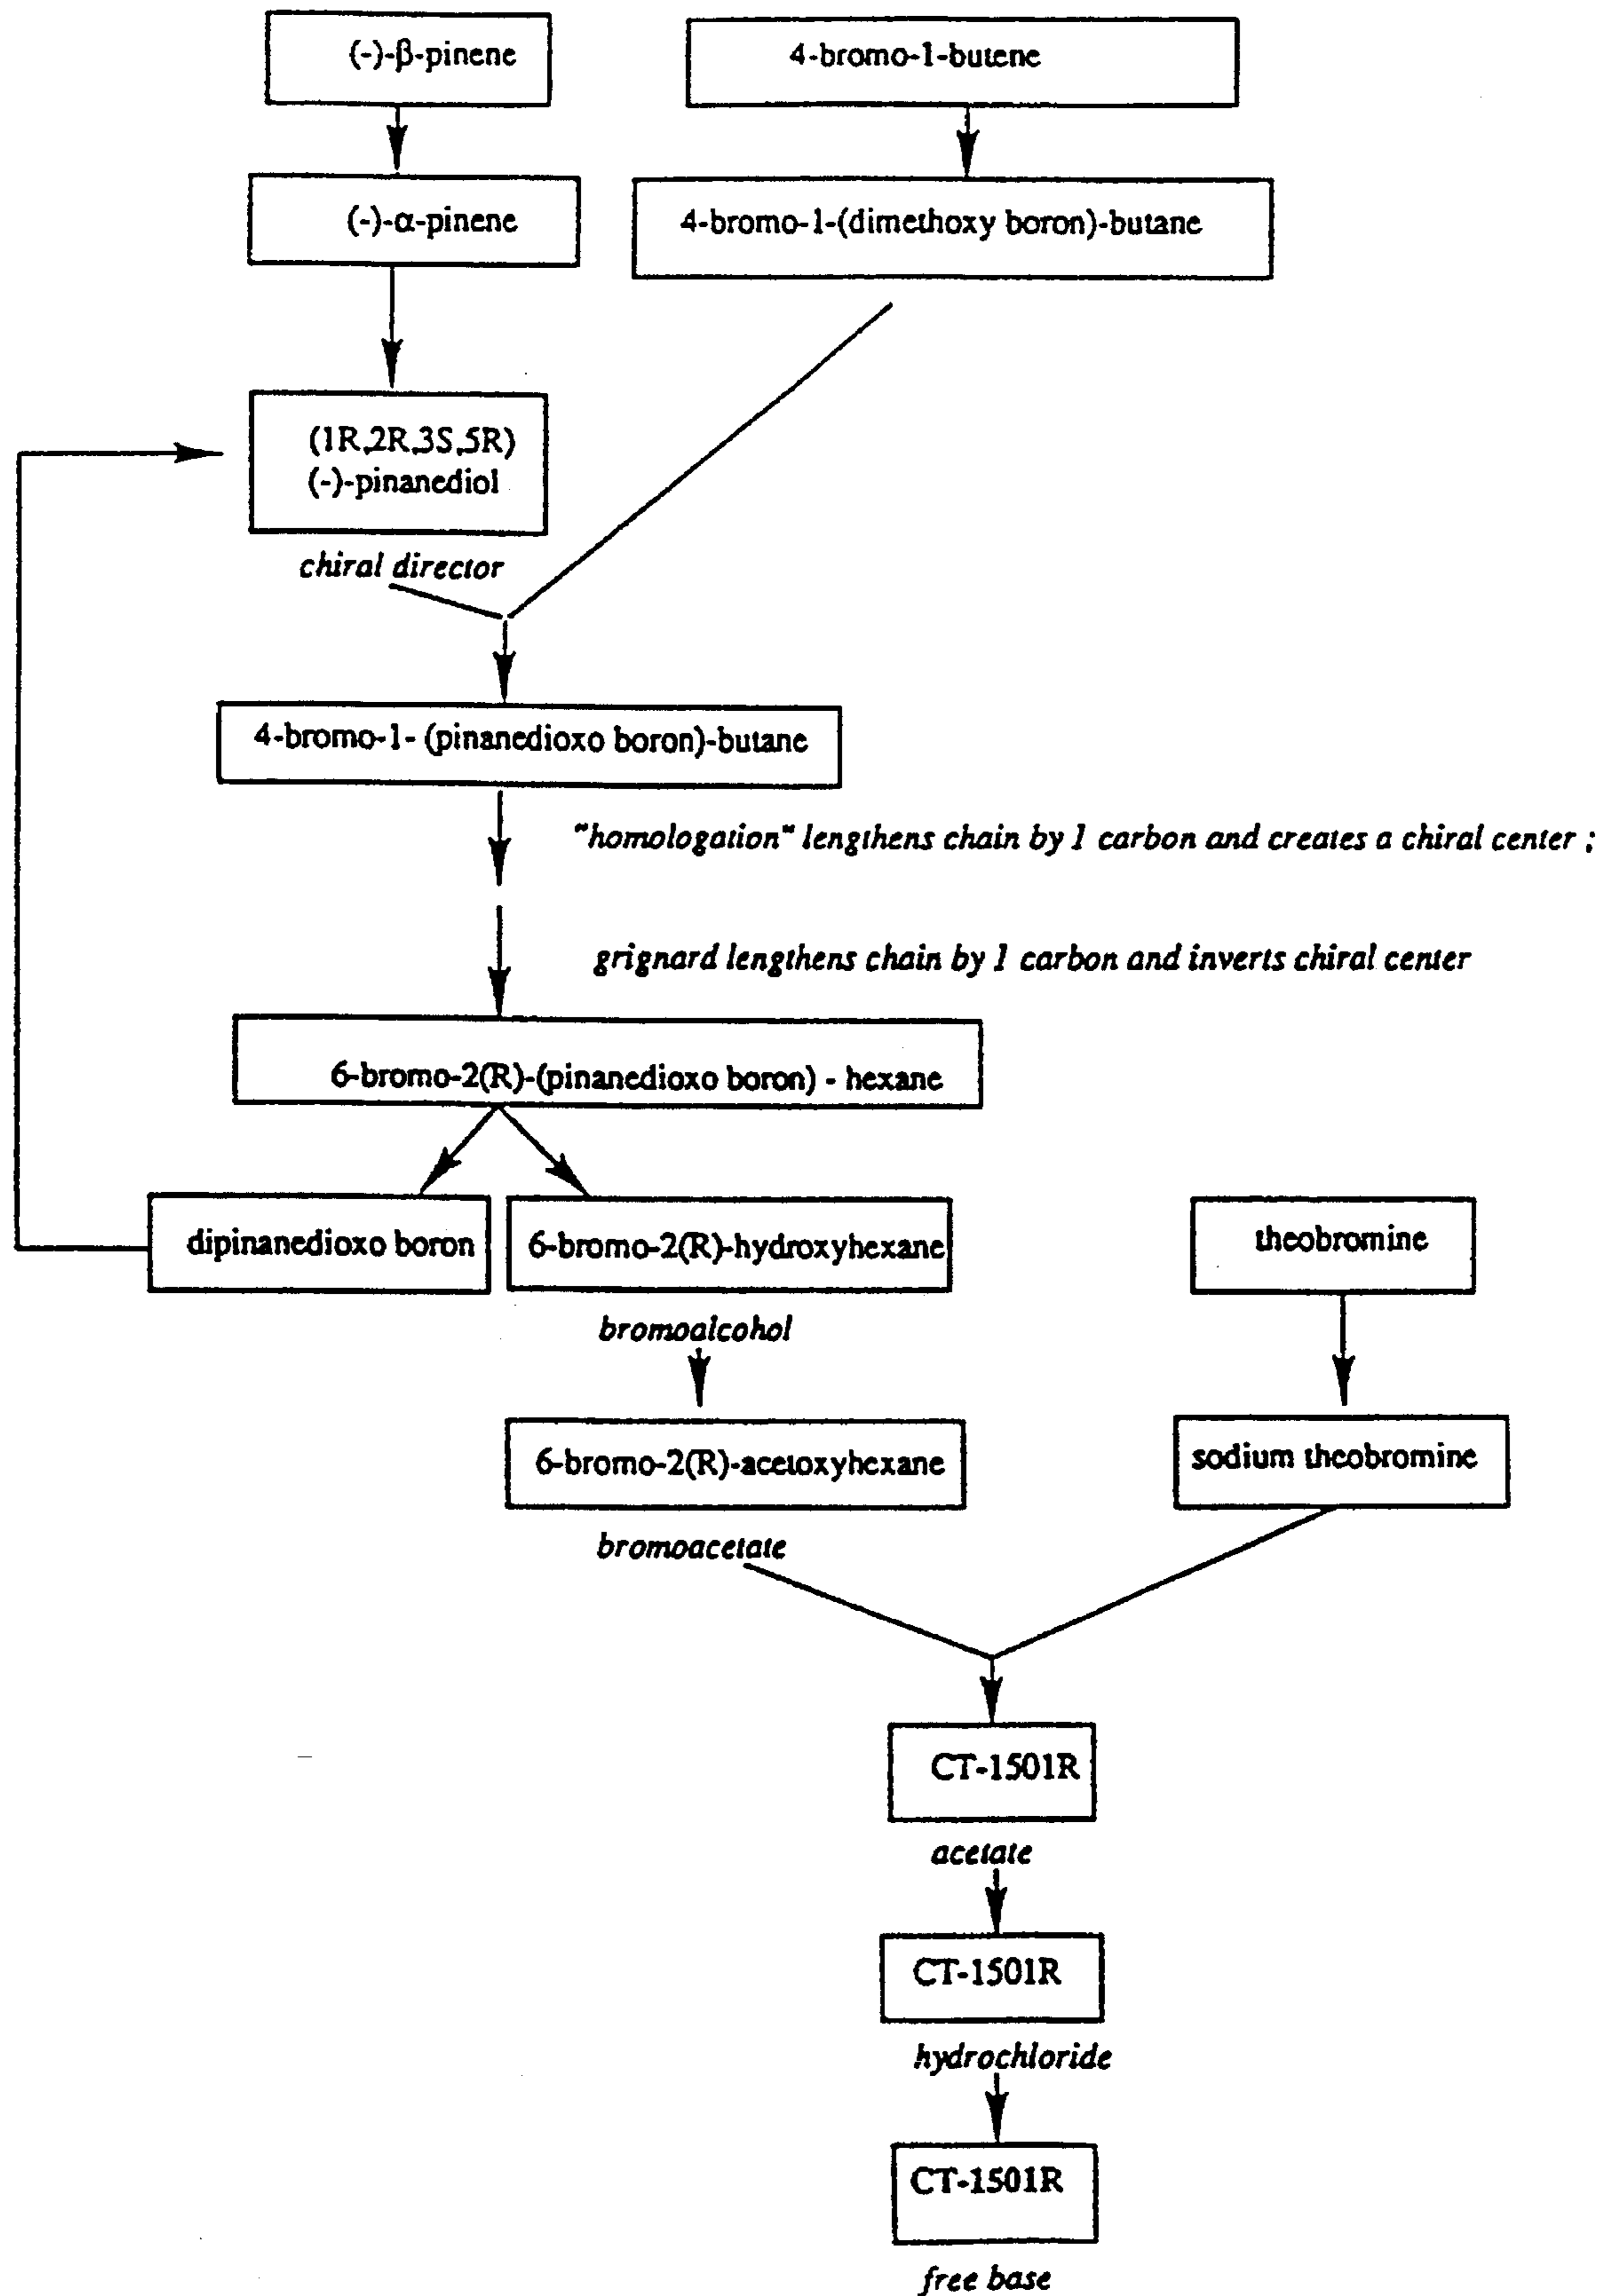 (-)-β-pinene
4-bromo-1-butene
(-)-α-pinene
4-bromo-1-(dimethoxy boron)-butane
(1R,2R,3S,5R)
(-)-pinanediol
chiral director
4-bromo-1- (pinanedioxo boron)-butane
"homologation" lengthens chain by 1 carbon and creates a chiral center ;
grignard lengthens chain by 1 carbon and inverts chiral center
6-bromo-2(R)-(pinanedioxo boron) - hexane
dipinanedioxo boron
6-bromo-2(R)-hydroxyhexane
theobromine
bromoalcohol
6-bromo-2(R)-acetoxyhexane
sodium theobromine
bromoacetate
CT-1501R
acetate
CT-1501R
hydrochloride
CT-1501R
free base